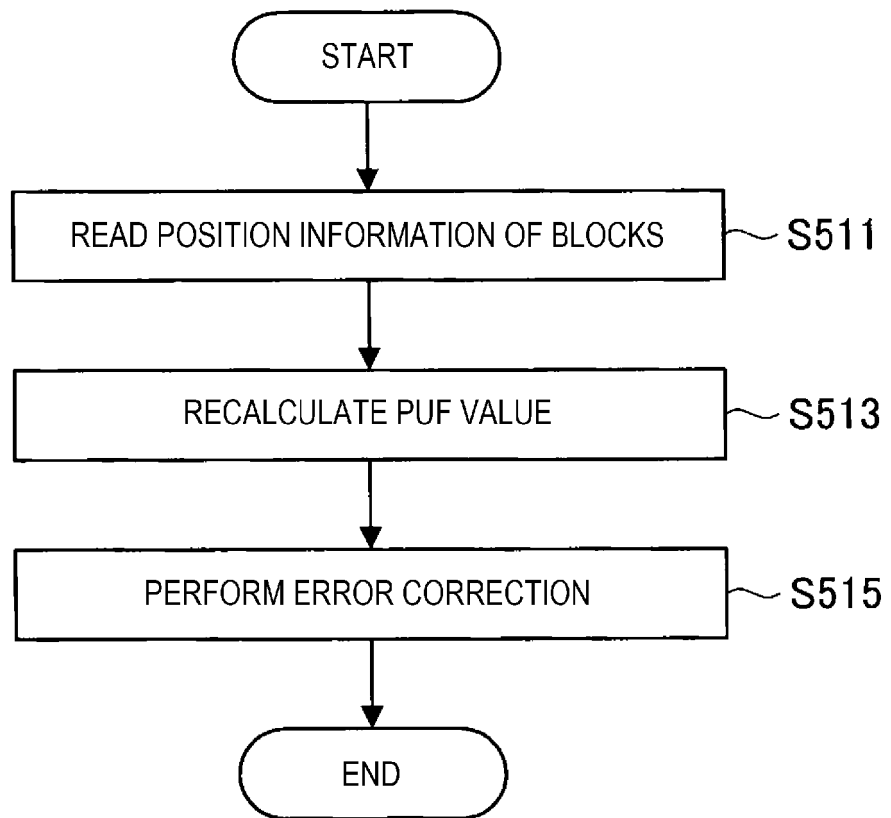 START
READ POSITION INFORMATION OF BLOCKS
S511
RECALCULATE PUF VALUE
S513
PERFORM ERROR CORRECTION
S515
END